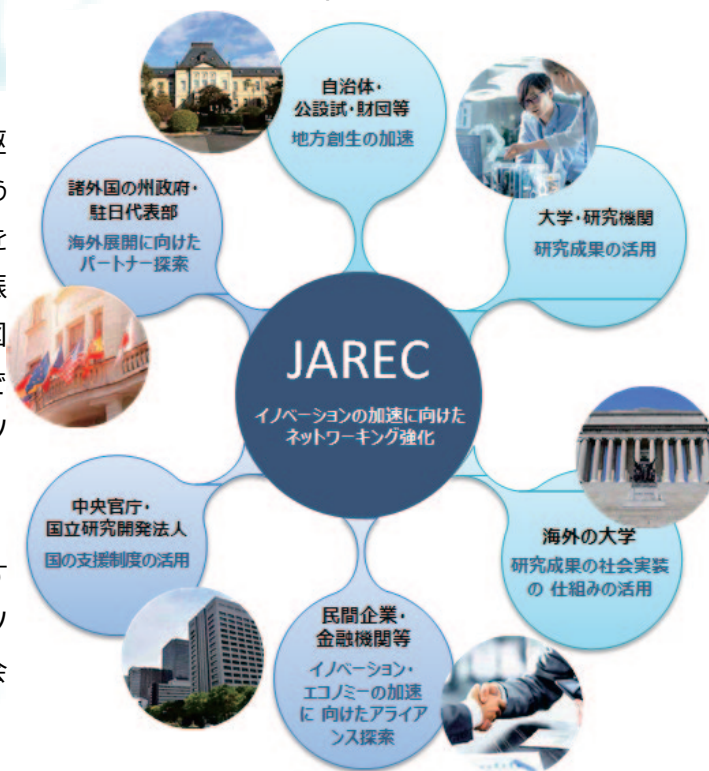 自治体・
公設試・財団等
地方創生の加速
諸外国の州政府・
駐日代表部
海外展開に向けた
パートナー探索
大学・研究機関
研究成果の活用
JAREC
イノベーションの加速に向けた
ネットワーキング強化
中央官庁・
国立研究開発法人
国の支援制度の活用
海外の大学
研究成果の社会実装
の 仕組みの活用
民間企業・
金融機関等
イノベーション・
エコノミーの加速
に 向けたアライア
ンス探索